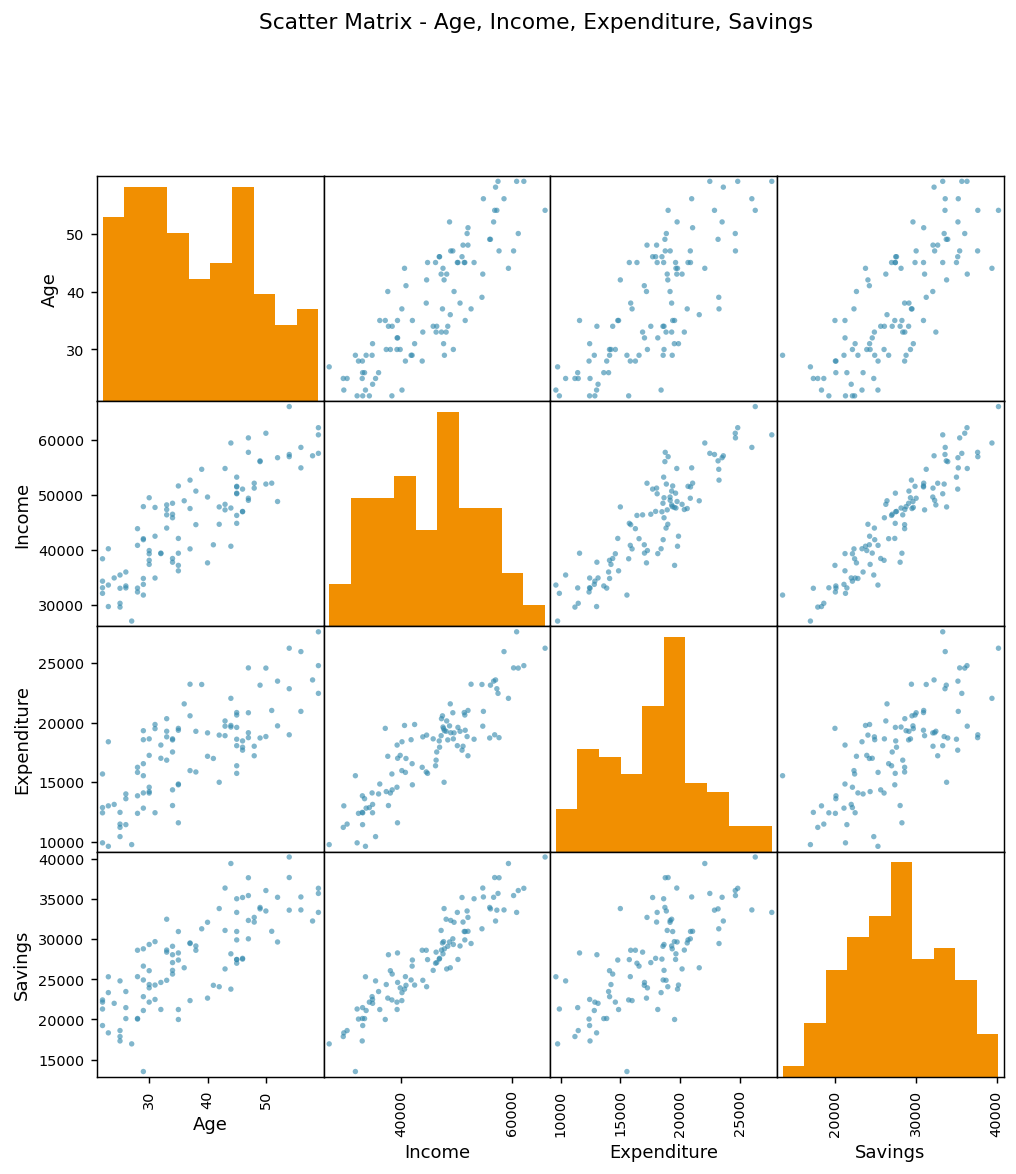 Scatter Matrix - Age, Income, Expenditure, Savings
Age
50
40
30
Income
60000
50000
40000
30000
Expenditure
25000
20000
15000
10000
Savings
40000
35000
30000
25000
20000
15000
30 40 50
40000 60000
10000 15000 20000 25000
20000 30000 40000
Age Income Expenditure Savings